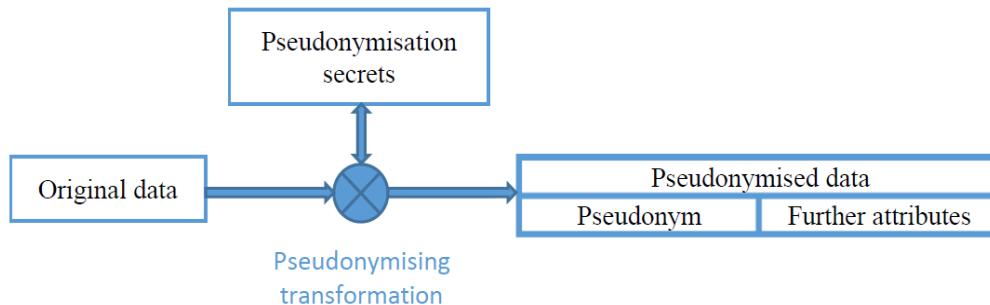 Pseudonymisation
secrets
Original data
Pseudonymised data
Pseudonym
Further attributes
Pseudonymising
transformation